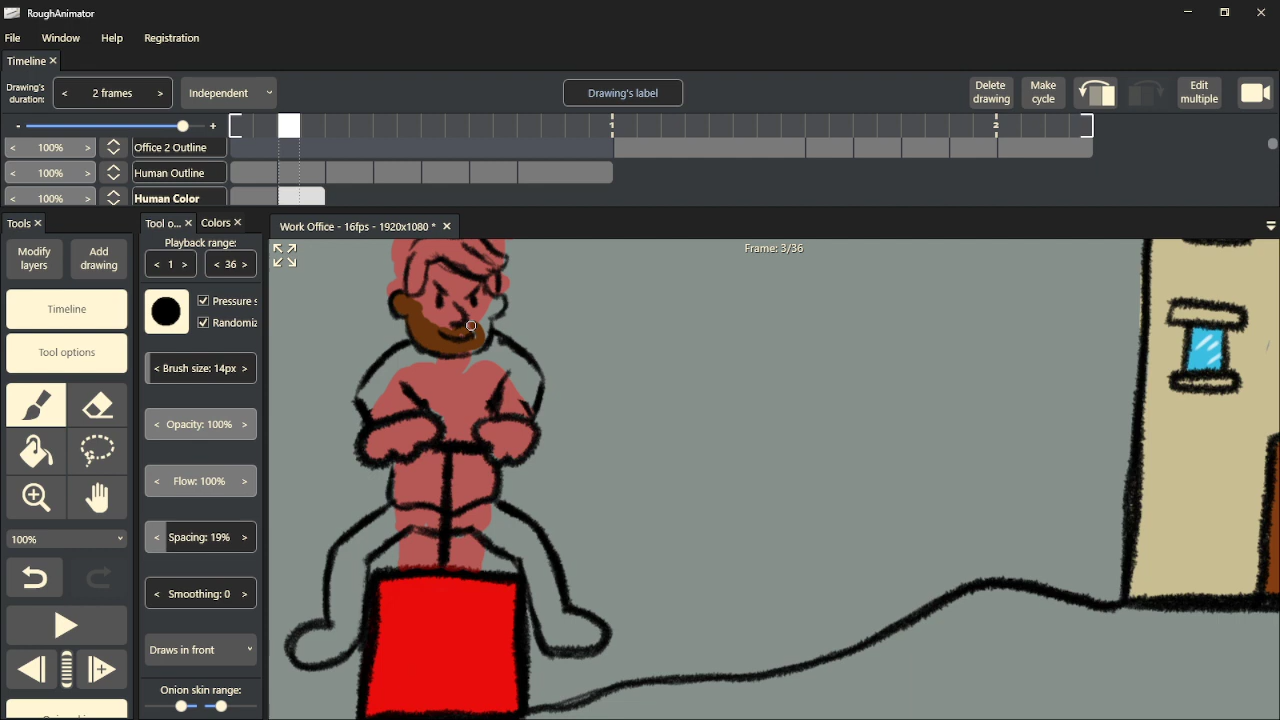 RoughAnimator
File Window Help Registration
Timeline
Drawing's duration: < 2 frames > Independent Drawing's label Delete drawing Make cycle Edit multiple
- + 1 2
< 100% > Office 2 Outline
< 100% > Human Outline
< 100% > Human Color
Tools Tool o... Colors Work Office - 16fps - 1920x1080 *
Modify layers Add drawing
Playback range:
< 1 > < 36 >
Frame: 3/36
Timeline
Pressure s
Randomiz
Tool options
< Brush size: 14px >
< Opacity: 100% >
< Flow: 100% >
< Spacing: 19% >
100%
< Smoothing: 0 >
Draws in front
Onion skin range: